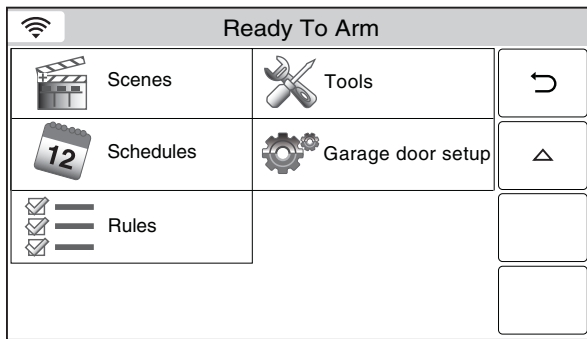 Ready To Arm
Scenes
Tools
12
Schedules
Garage door setup
Rules